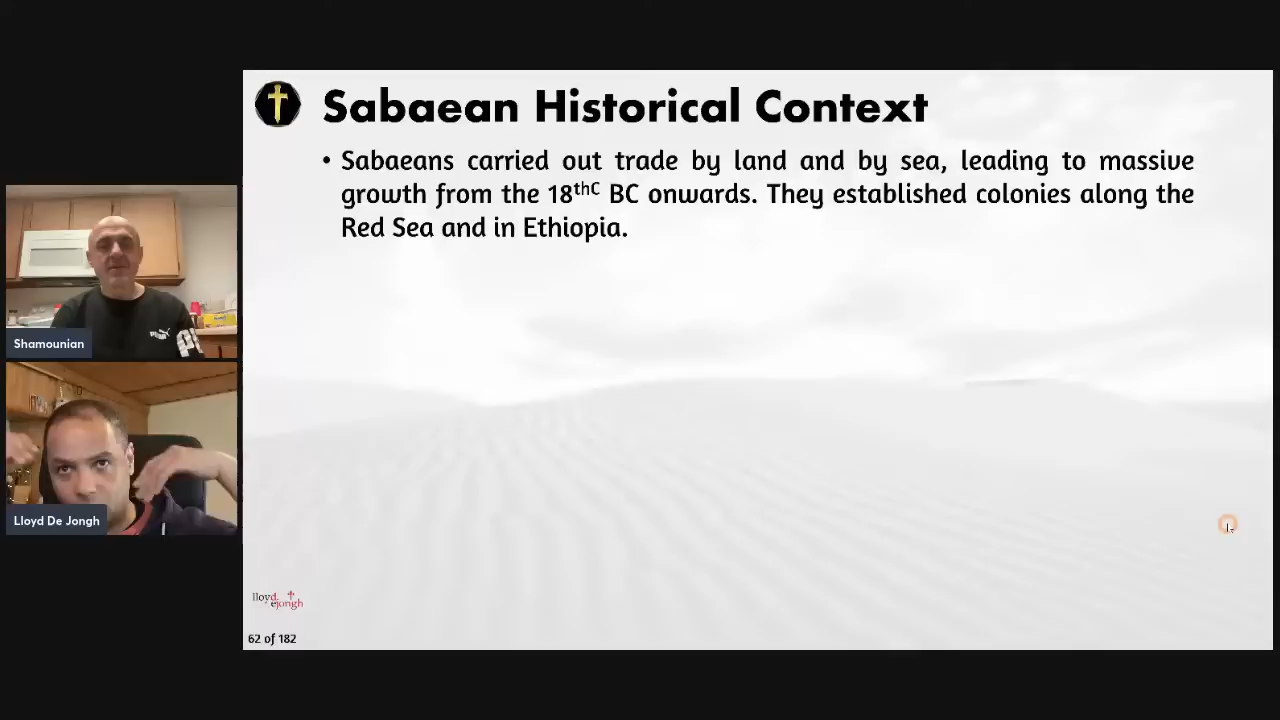 Sabaean Historical Context
• Sabaeans carried out trade by land and by sea, leading to massive
growth from the 18thC BC onwards. They established colonies along the
Red Sea and in Ethiopia.
Shamounian
Lloyd De Jongh
PUMA
lloyd
ejongh
62 of 182